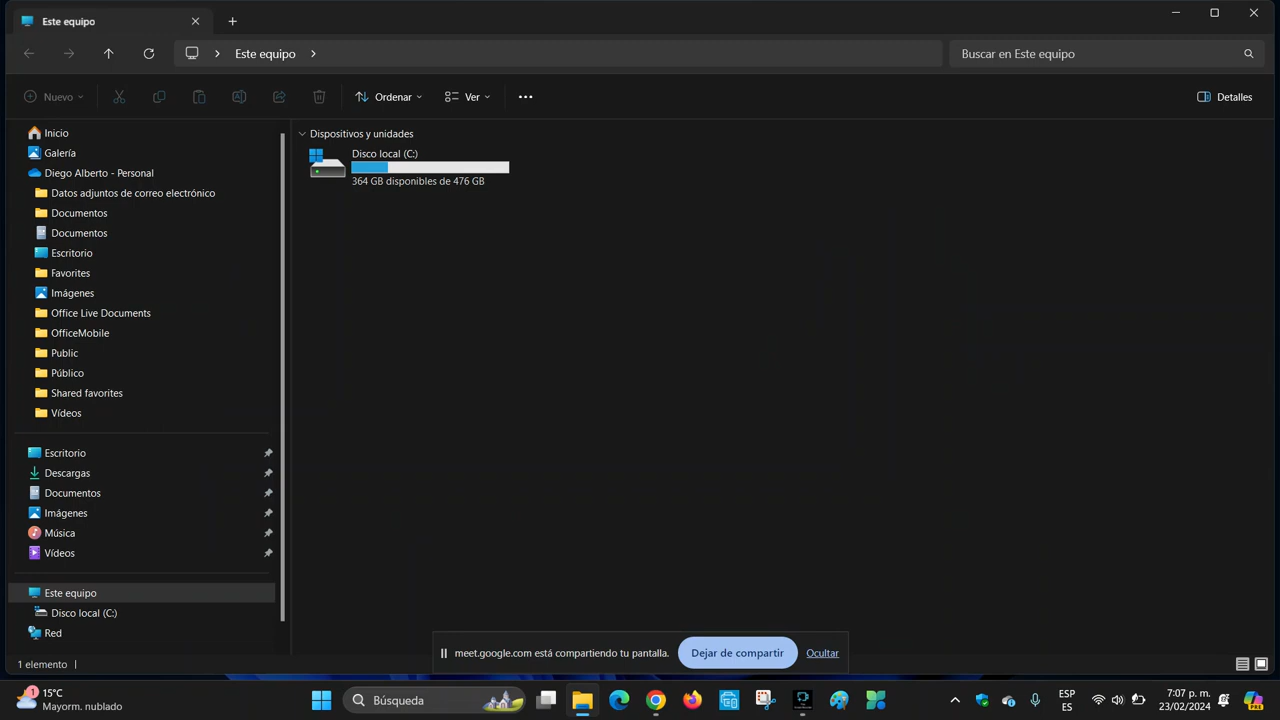 Este equipo
Este equipo
Buscar en Este equipo
Nuevo
Ordenar
Ver
Detalles
Inicio
Galería
Diego Alberto - Personal
Datos adjuntos de correo electrónico
Documentos
Documentos
Escritorio
Favorites
Imágenes
Office Live Documents
OfficeMobile
Public
Público
Shared favorites
Vídeos
Escritorio
Descargas
Documentos
Imágenes
Música
Vídeos
Este equipo
Disco local (C:)
Red
Dispositivos y unidades
Disco local (C:)
364 GB disponibles de 476 GB
meet.google.com está compartiendo tu pantalla.
Dejar de compartir
Ocultar
1 elemento
1
15°C
Mayorm. nublado
Búsqueda
ESP
ES
7:07 p. m.
23/02/2024